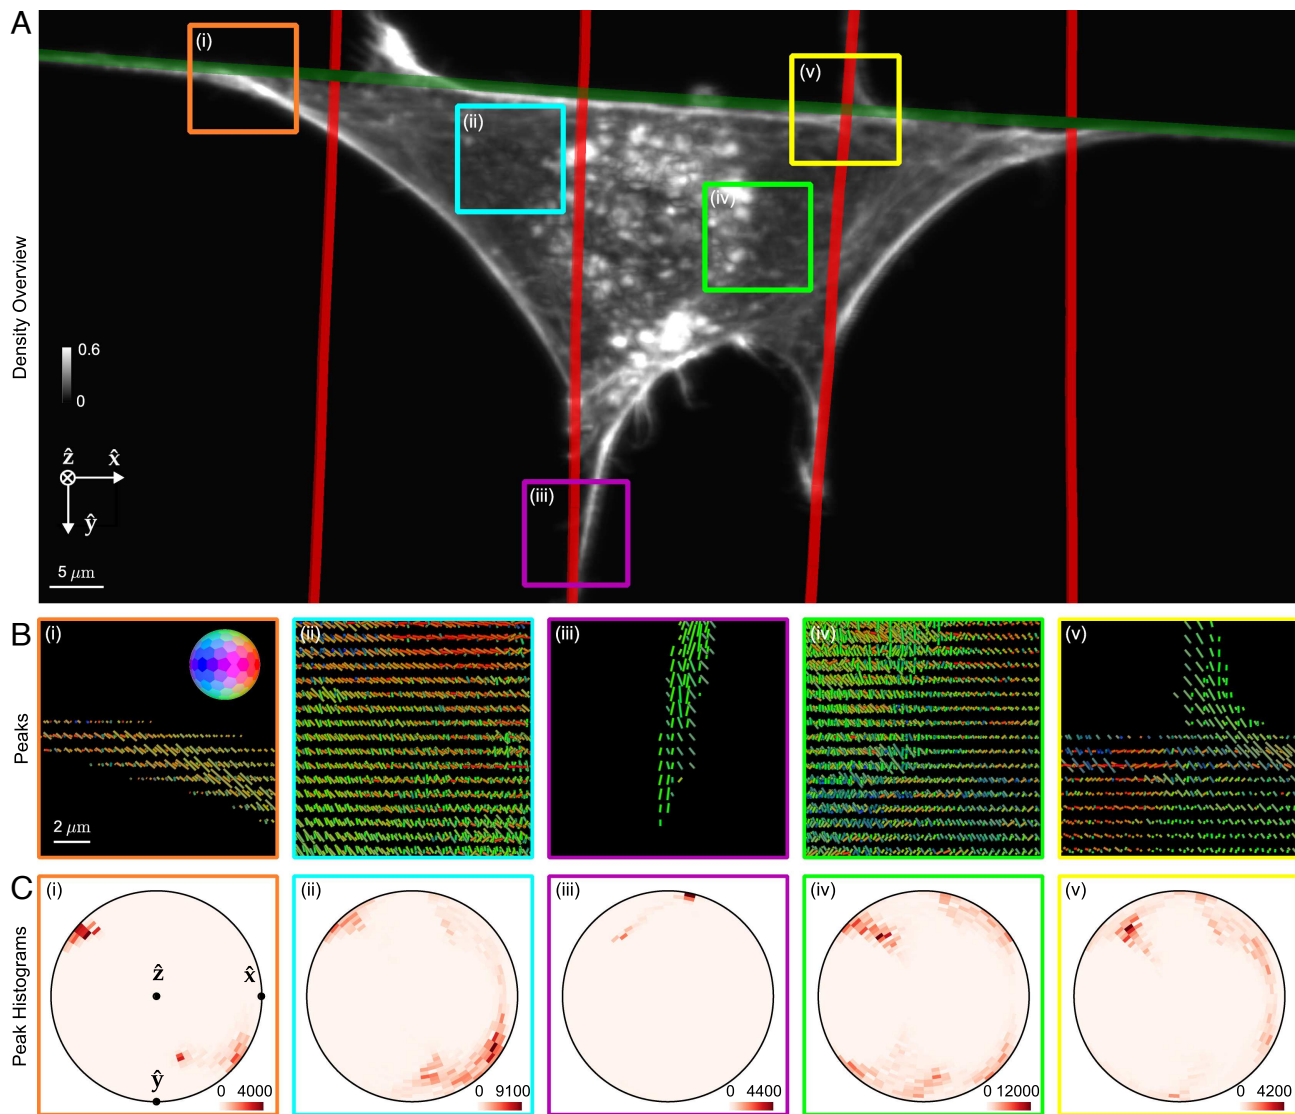 A
(i)
(ii)
(v)
(iv)
(iii)
Density Overview
0.6
0
ẑ
x̂
ŷ
5 μm
B
Peaks
(i)
(ii)
(iii)
(iv)
(v)
2 μm
C
Peak Histograms
(i)
(ii)
(iii)
(iv)
(v)
ẑ
x̂
ŷ
0 4000
0 9100
0 4400
0 12000
0 4200